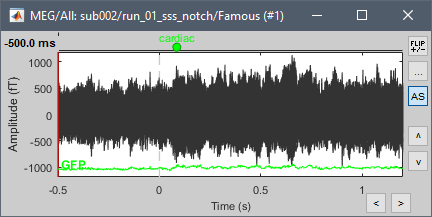 MEG/All: sub002/run_01_sss_notch/Famous (#1)
-500.0 ms
cardiac
FLIP
+/-
...
AS
Amplitude (fT)
1000
500
0
-500
-1000
GFP
-0.5 0 0.5 1
Time (s)
< >